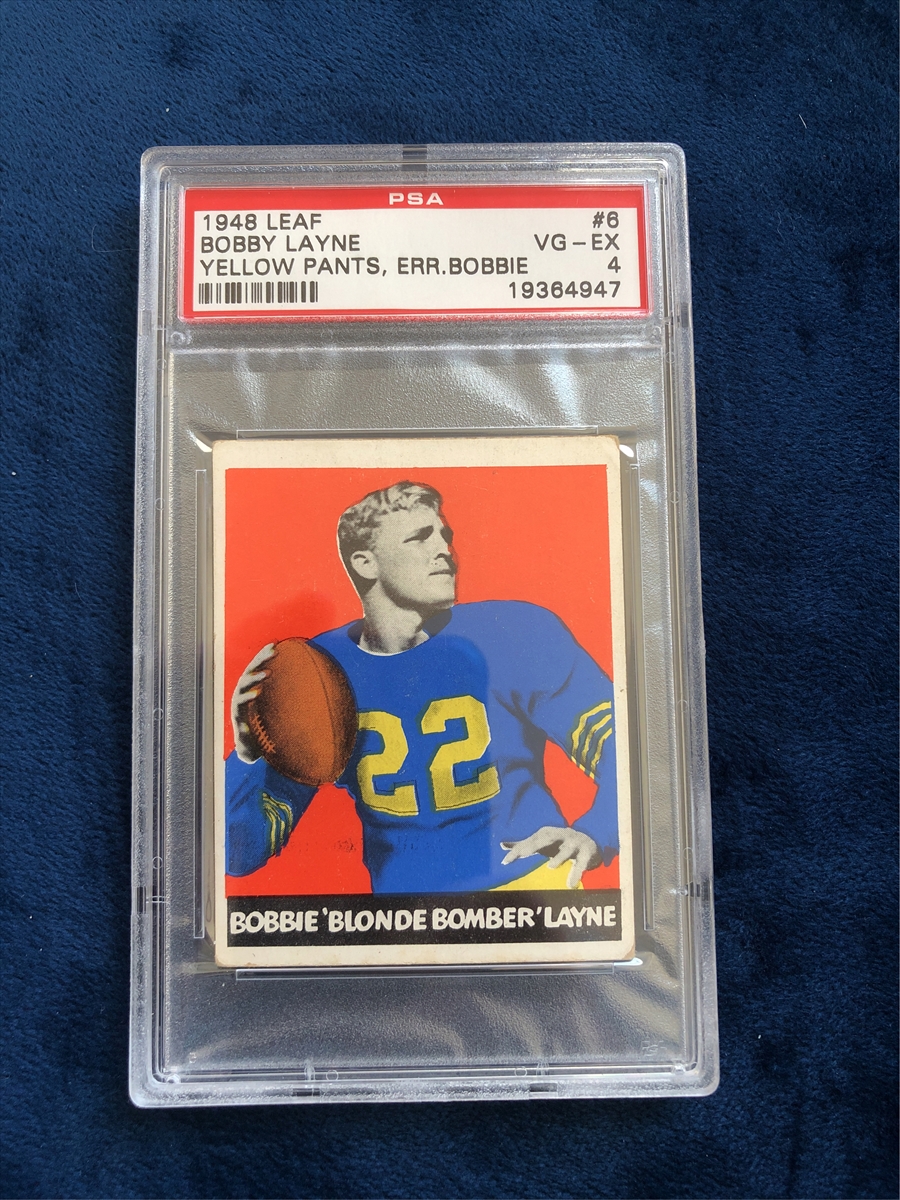 PSA
1948 LEAF #6
BOBBY LAYNE VG-EX
YELLOW PANTS, ERR.BOBBIE 4
19364947
22
BOBBIE 'BLONDE BOMBER' LAYNE